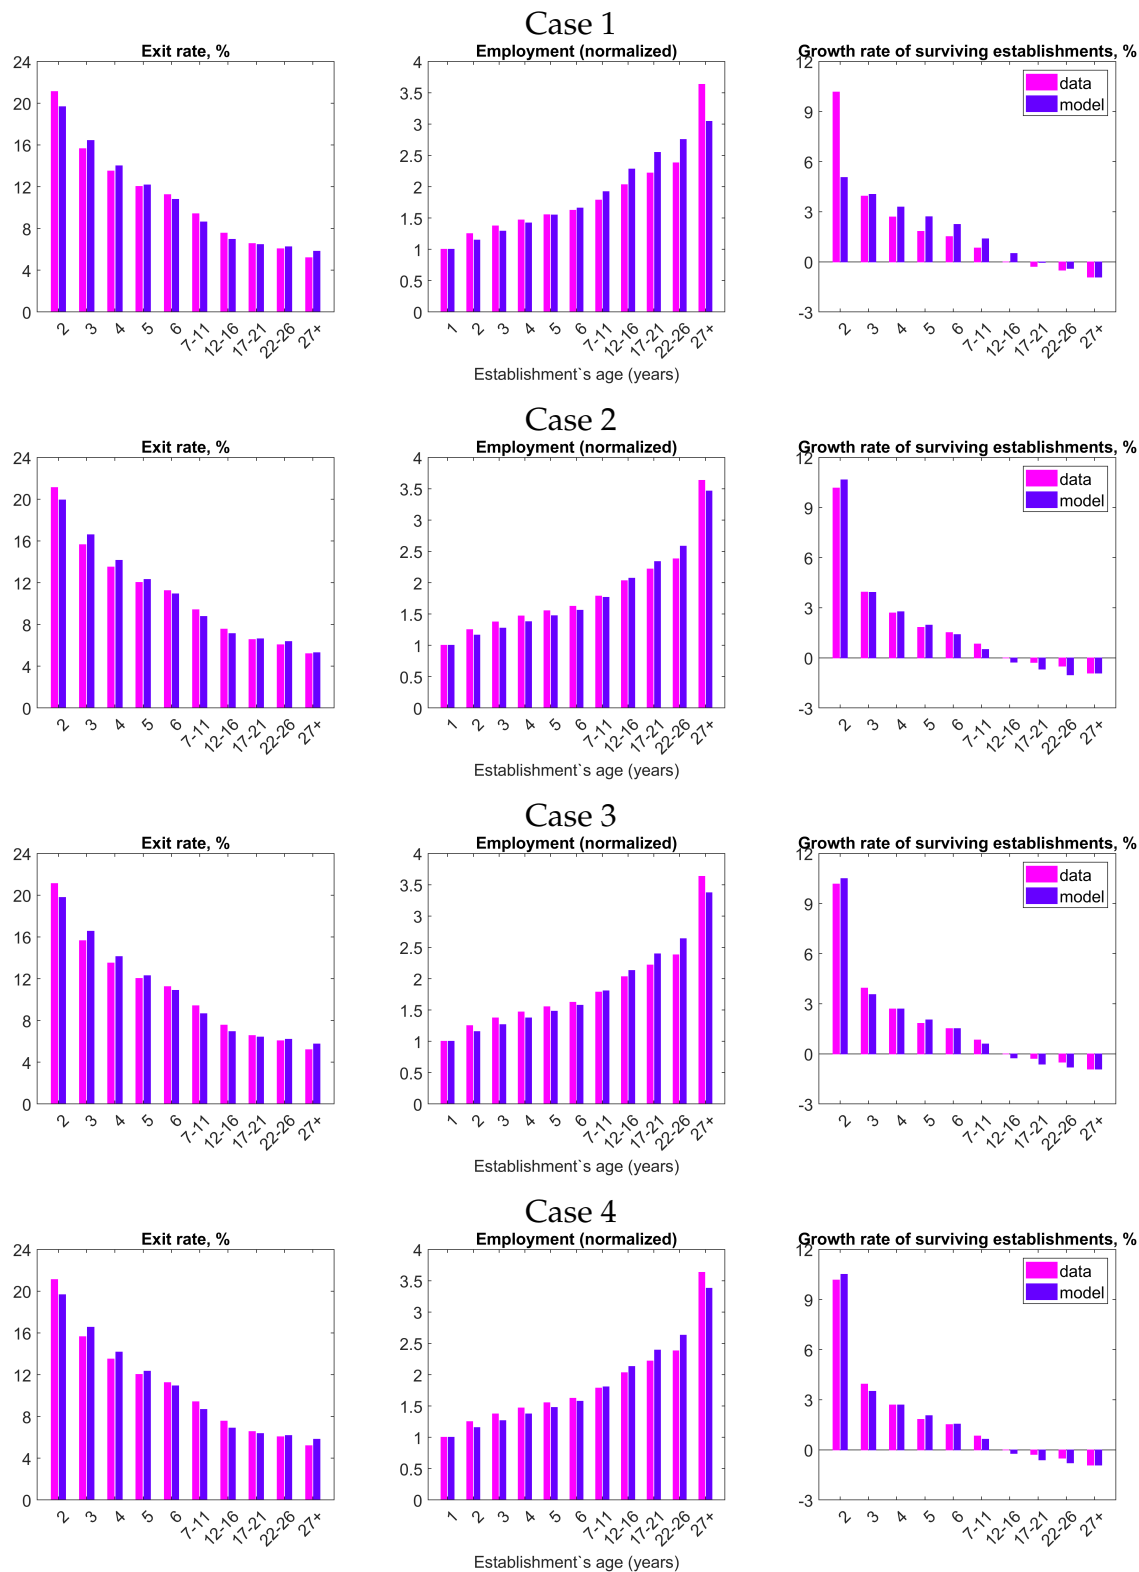 Case 1
Exit rate, %
24
20
16
12
8
4
0
2 3 4 5 6 7-11 12-16 17-21 22-26 27+
Employment (normalized)
4
3.5
3
2.5
2
1.5
1
0.5
0
1 2 3 4 5 6 7-11 12-16 17-21 22-26 27+
Establishment`s age (years)
Growth rate of surviving establishments, %
12
9
6
3
0
-3
2 3 4 5 6 7-11 12-16 17-21 22-26 27+
data
model
Case 2
Exit rate, %
24
20
16
12
8
4
0
2 3 4 5 6 7-11 12-16 17-21 22-26 27+
Employment (normalized)
4
3.5
3
2.5
2
1.5
1
0.5
0
1 2 3 4 5 6 7-11 12-16 17-21 22-26 27+
Establishment`s age (years)
Growth rate of surviving establishments, %
12
9
6
3
0
-3
2 3 4 5 6 7-11 12-16 17-21 22-26 27+
data
model
Case 3
Exit rate, %
24
20
16
12
8
4
0
2 3 4 5 6 7-11 12-16 17-21 22-26 27+
Employment (normalized)
4
3.5
3
2.5
2
1.5
1
0.5
0
1 2 3 4 5 6 7-11 12-16 17-21 22-26 27+
Establishment`s age (years)
Growth rate of surviving establishments, %
12
9
6
3
0
-3
2 3 4 5 6 7-11 12-16 17-21 22-26 27+
data
model
Case 4
Exit rate, %
24
20
16
12
8
4
0
2 3 4 5 6 7-11 12-16 17-21 22-26 27+
Employment (normalized)
4
3.5
3
2.5
2
1.5
1
0.5
0
1 2 3 4 5 6 7-11 12-16 17-21 22-26 27+
Establishment`s age (years)
Growth rate of surviving establishments, %
12
9
6
3
0
-3
2 3 4 5 6 7-11 12-16 17-21 22-26 27+
data
model